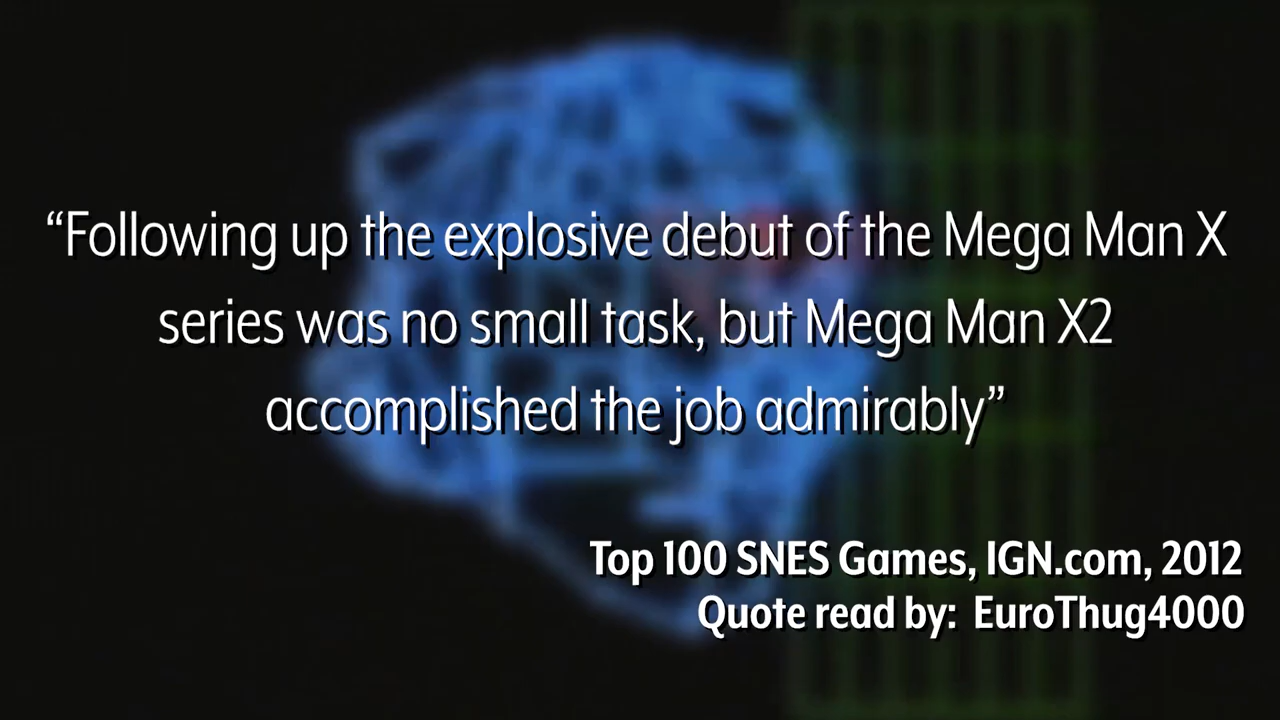 “Following up the explosive debut of the Mega Man X
series was no small task, but Mega Man X2
accomplished the job admirably”
Top 100 SNES Games, IGN.com, 2012
Quote read by: EuroThug4000